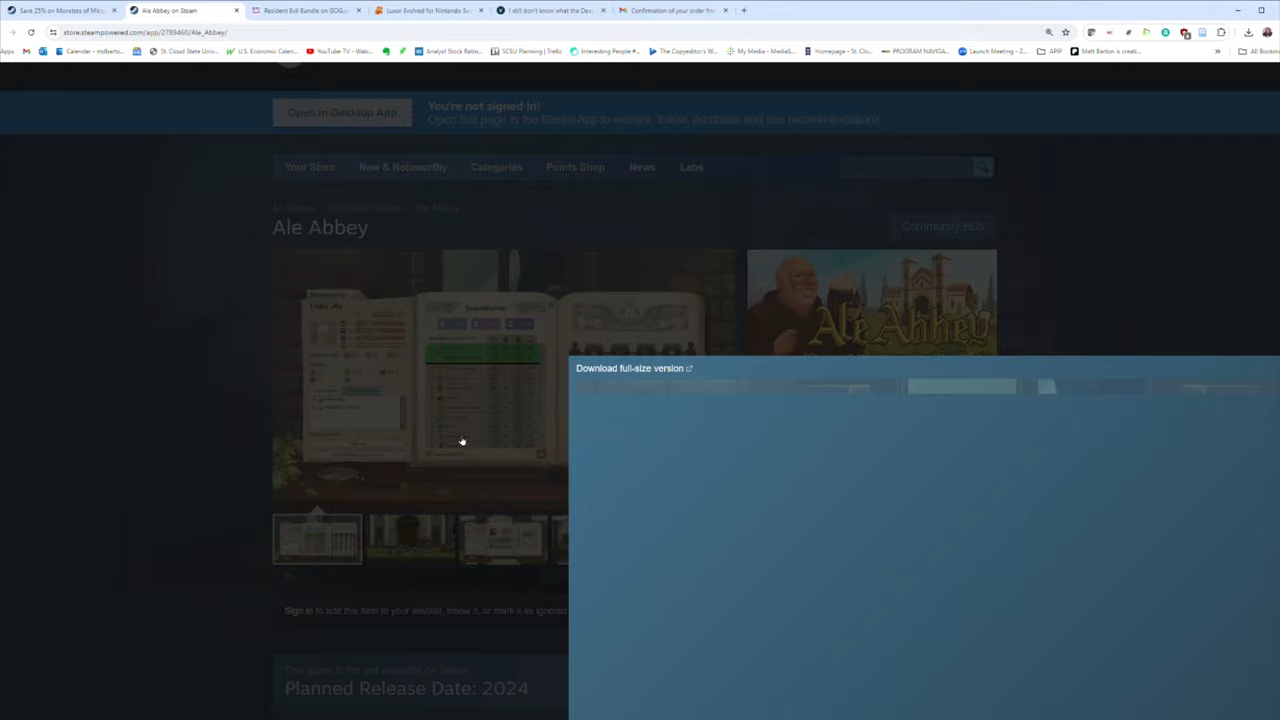 Save 25% on Monsters of Mic
Ale Abbey on Steam
Resident Evil Bundle on GOG.co
Luxor Evolved for Nintendo Sw
I still don't know what the De
Confirmation of your order from
store.steampowered.com/app/2789460/Ale_Abbey/
Apps
Calendar - mdbarto...
St. Cloud State Univ...
U.S. Economic Calen...
YouTube TV - Watc...
Analyst Stock Ratin...
SCSU Planning | Trello
Interesting People #...
The Copyeditor's W...
My Media - MediaS...
Homepage - St. Clo...
PROGRAM NAVIGA...
Launch Meeting - Z...
APIP
Matt Barton is creati...
All Bookma
Open in Desktop App
You're not signed in!
Open this page in the Steam App to wishlist, follow, purchase and see recommendations
Your Store
New & Noteworthy
Categories
Points Shop
News
Labs
Ale Abbey
Community Hub
Ale Abbey
Download full-size version
Sign in to add this item to your wishlist, follow it, or mark it as ignored
This game is not yet available on Steam
Planned Release Date: 2024